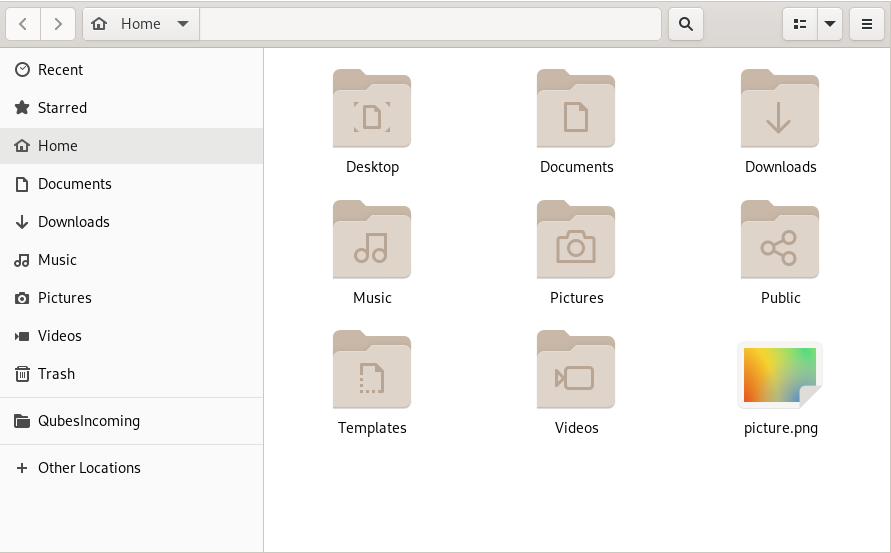 Home
Recent
Starred
Home
Documents
Downloads
Music
Pictures
Videos
Trash
QubesIncoming
Other Locations
Desktop
Documents
Downloads
Music
Pictures
Public
Templates
Videos
picture.png